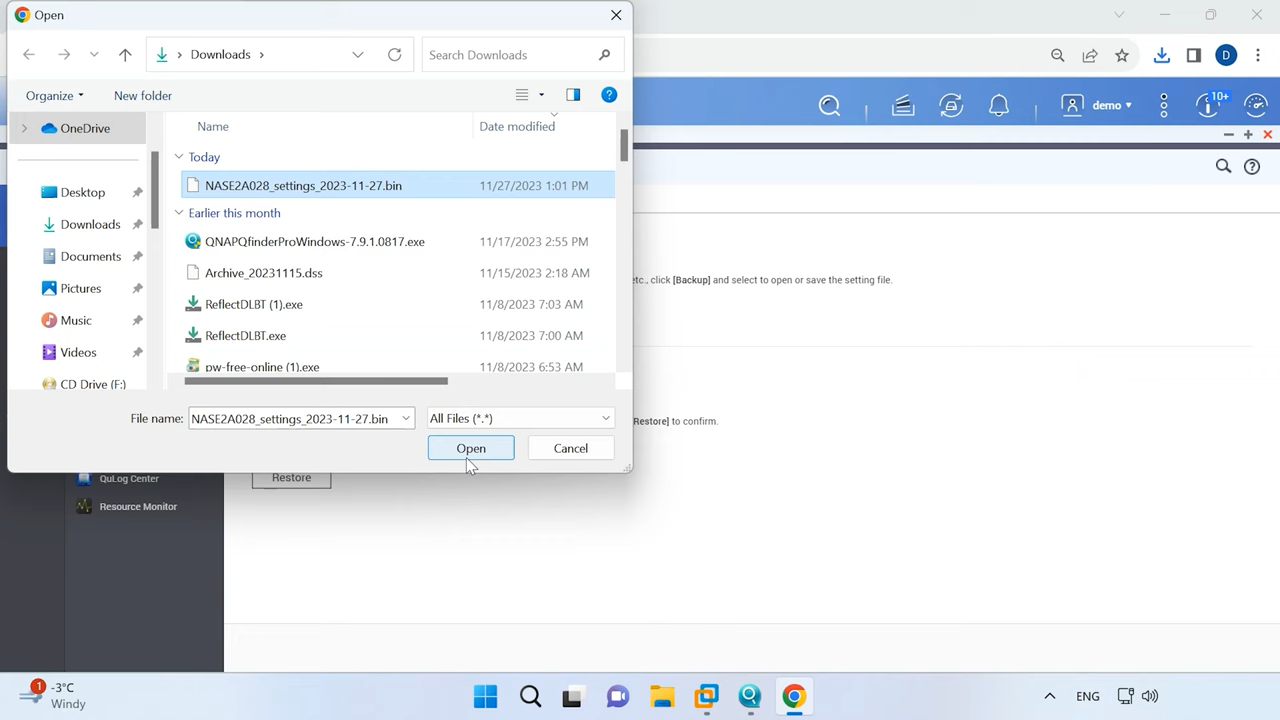 Open
Downloads
Search Downloads
Organize
New folder
Name
Date modified
OneDrive
Desktop
Downloads
Documents
Pictures
Music
Videos
CD Drive (F:)
Today
NASE2A028_settings_2023-11-27.bin 11/27/2023 1:01 PM
Earlier this month
QNAPQfinderProWindows-7.9.1.0817.exe 11/17/2023 2:55 PM
Archive_20231115.dss 11/15/2023 2:18 AM
ReflectDLBT (1).exe 11/8/2023 7:03 AM
ReflectDLBT.exe 11/8/2023 7:00 AM
pw-free-online (1).exe 11/8/2023 6:53 AM
File name: NASE2A028_settings_2023-11-27.bin All Files (*.*)
Open Cancel
D
demo
10+
etc., click [Backup] and select to open or save the setting file.
Restore] to confirm.
Restore
QuLog Center
Resource Monitor
1
-3°C
Windy
ENG